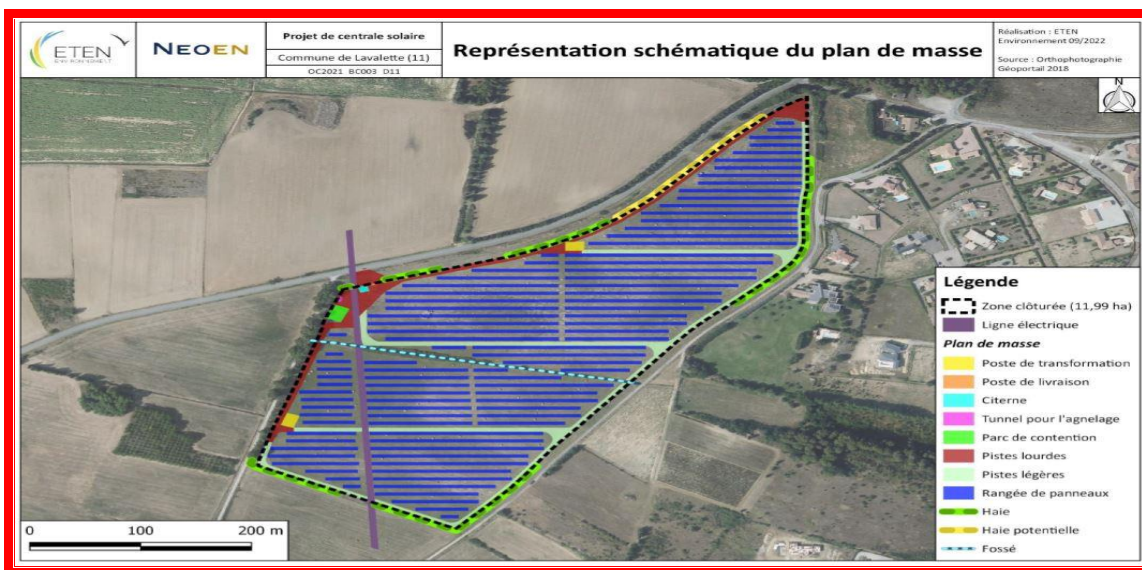 ETEN
ENVIRONNEMENT
NEOEN
Projet de centrale solaire
Commune de Lavalette (11)
OC2021_BC003_D11
Représentation schématique du plan de masse
Réalisation : ETEN
Environnement 09/2022
Source : Orthophotographie
Géoportail 2018
N
Légende
Zone clôturée (11,99 ha)
Ligne électrique
Plan de masse
Poste de transformation
Poste de livraison
Citerne
Tunnel pour l'agnelage
Parc de contention
Pistes lourdes
Pistes légères
Rangée de panneaux
Haie
Haie potentielle
Fossé
0 100 200 m